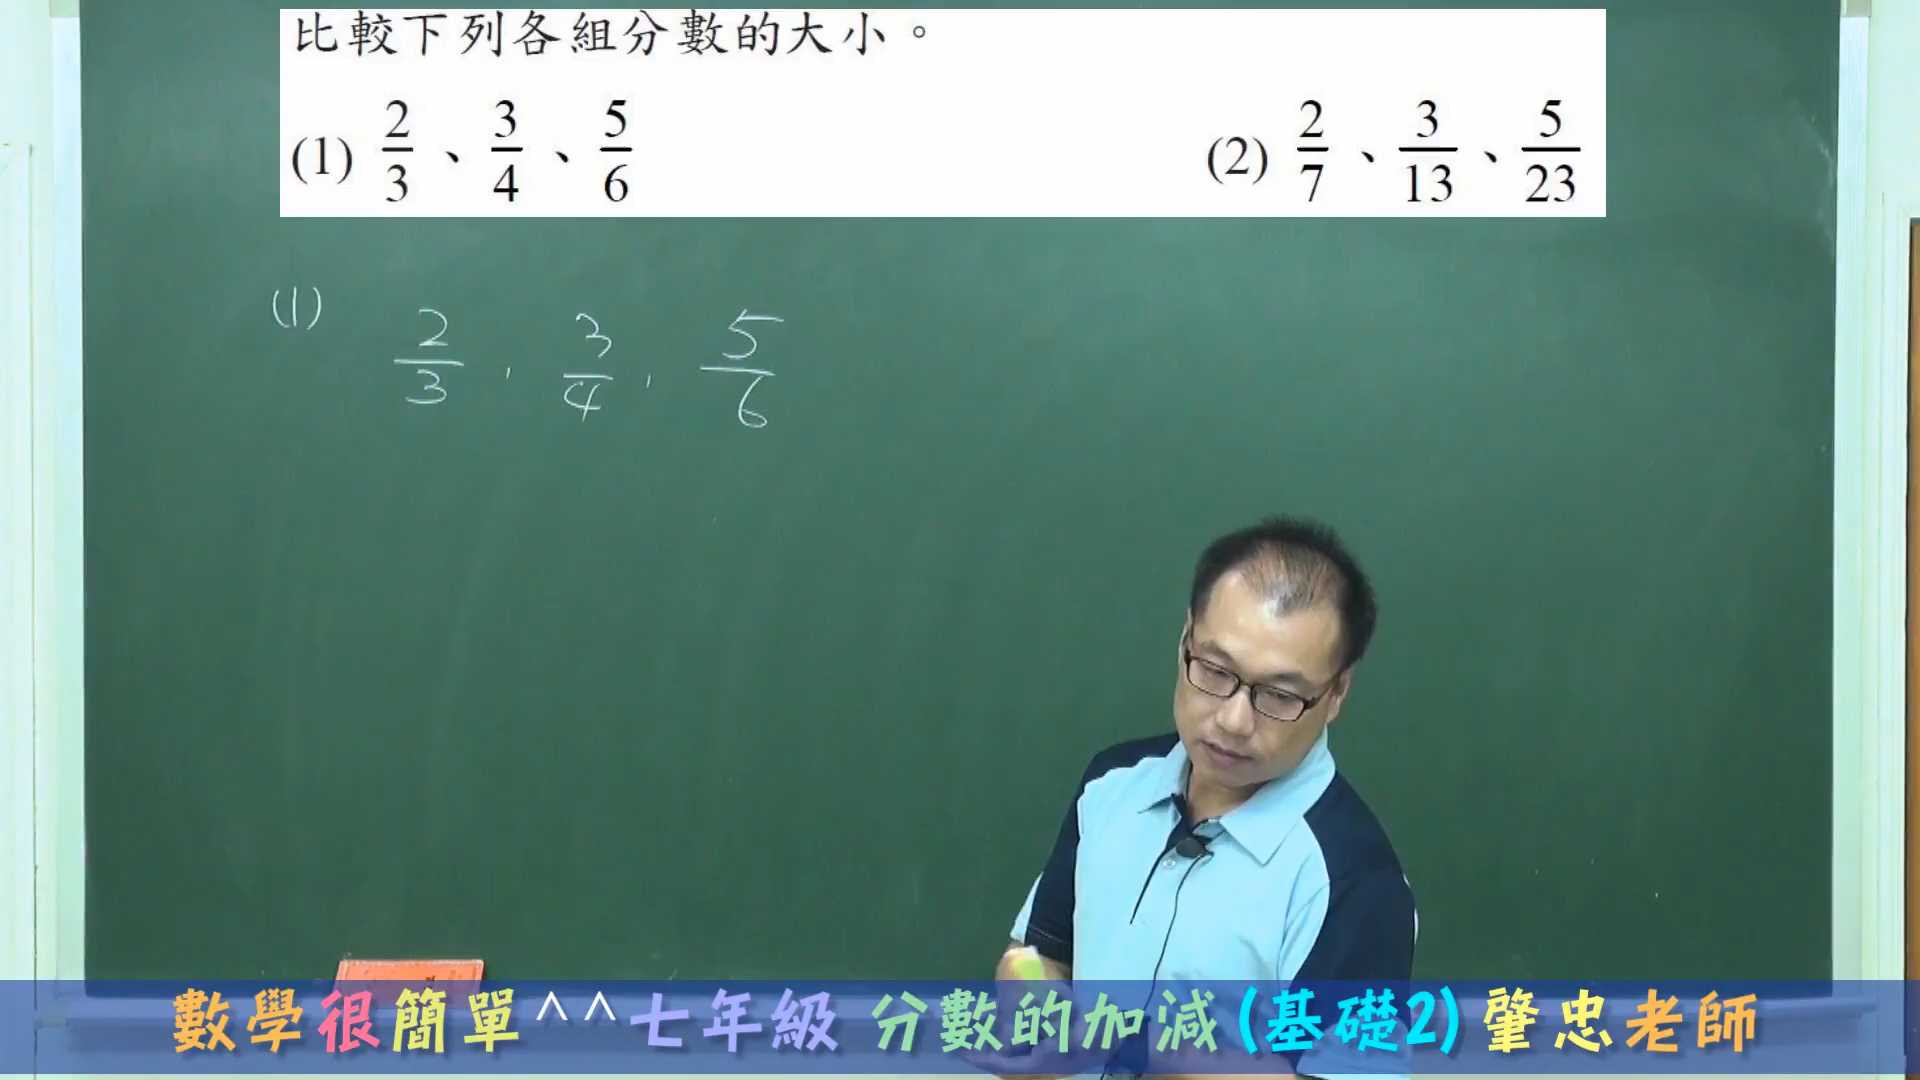 比較下列各組分數的大小。
(1) 2/3、3/4、5/6
(2) 2/7、3/13、5/23
(1) 2/3, 3/4, 5/6
數學很簡單^^七年級 分數的加減(基礎2)肇忠老師